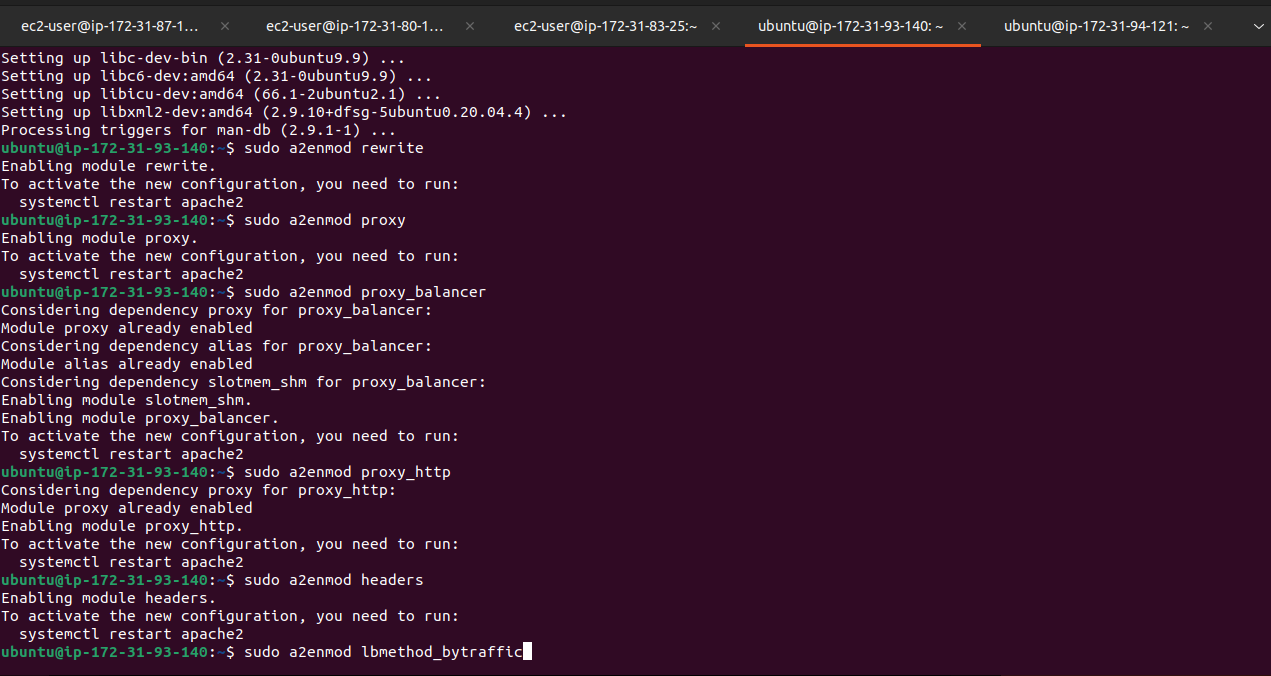 ec2-user@ip-172-31-87-1... × ec2-user@ip-172-31-80-1... × ec2-user@ip-172-31-83-25:~ × ubuntu@ip-172-31-93-140: ~ × ubuntu@ip-172-31-94-121: ~ ×
Setting up libc-dev-bin (2.31-0ubuntu9.9) ...
Setting up libc6-dev:amd64 (2.31-0ubuntu9.9) ...
Setting up libicu-dev:amd64 (66.1-2ubuntu2.1) ...
Setting up libxml2-dev:amd64 (2.9.10+dfsg-5ubuntu0.20.04.4) ...
Processing triggers for man-db (2.9.1-1) ...
ubuntu@ip-172-31-93-140:~$ sudo a2enmod rewrite
Enabling module rewrite.
To activate the new configuration, you need to run:
  systemctl restart apache2
ubuntu@ip-172-31-93-140:~$ sudo a2enmod proxy
Enabling module proxy.
To activate the new configuration, you need to run:
  systemctl restart apache2
ubuntu@ip-172-31-93-140:~$ sudo a2enmod proxy_balancer
Considering dependency proxy for proxy_balancer:
Module proxy already enabled
Considering dependency alias for proxy_balancer:
Module alias already enabled
Considering dependency slotmem_shm for proxy_balancer:
Enabling module slotmem_shm.
Enabling module proxy_balancer.
To activate the new configuration, you need to run:
  systemctl restart apache2
ubuntu@ip-172-31-93-140:~$ sudo a2enmod proxy_http
Considering dependency proxy for proxy_http:
Module proxy already enabled
Enabling module proxy_http.
To activate the new configuration, you need to run:
  systemctl restart apache2
ubuntu@ip-172-31-93-140:~$ sudo a2enmod headers
Enabling module headers.
To activate the new configuration, you need to run:
  systemctl restart apache2
ubuntu@ip-172-31-93-140:~$ sudo a2enmod lbmethod_bytraffic